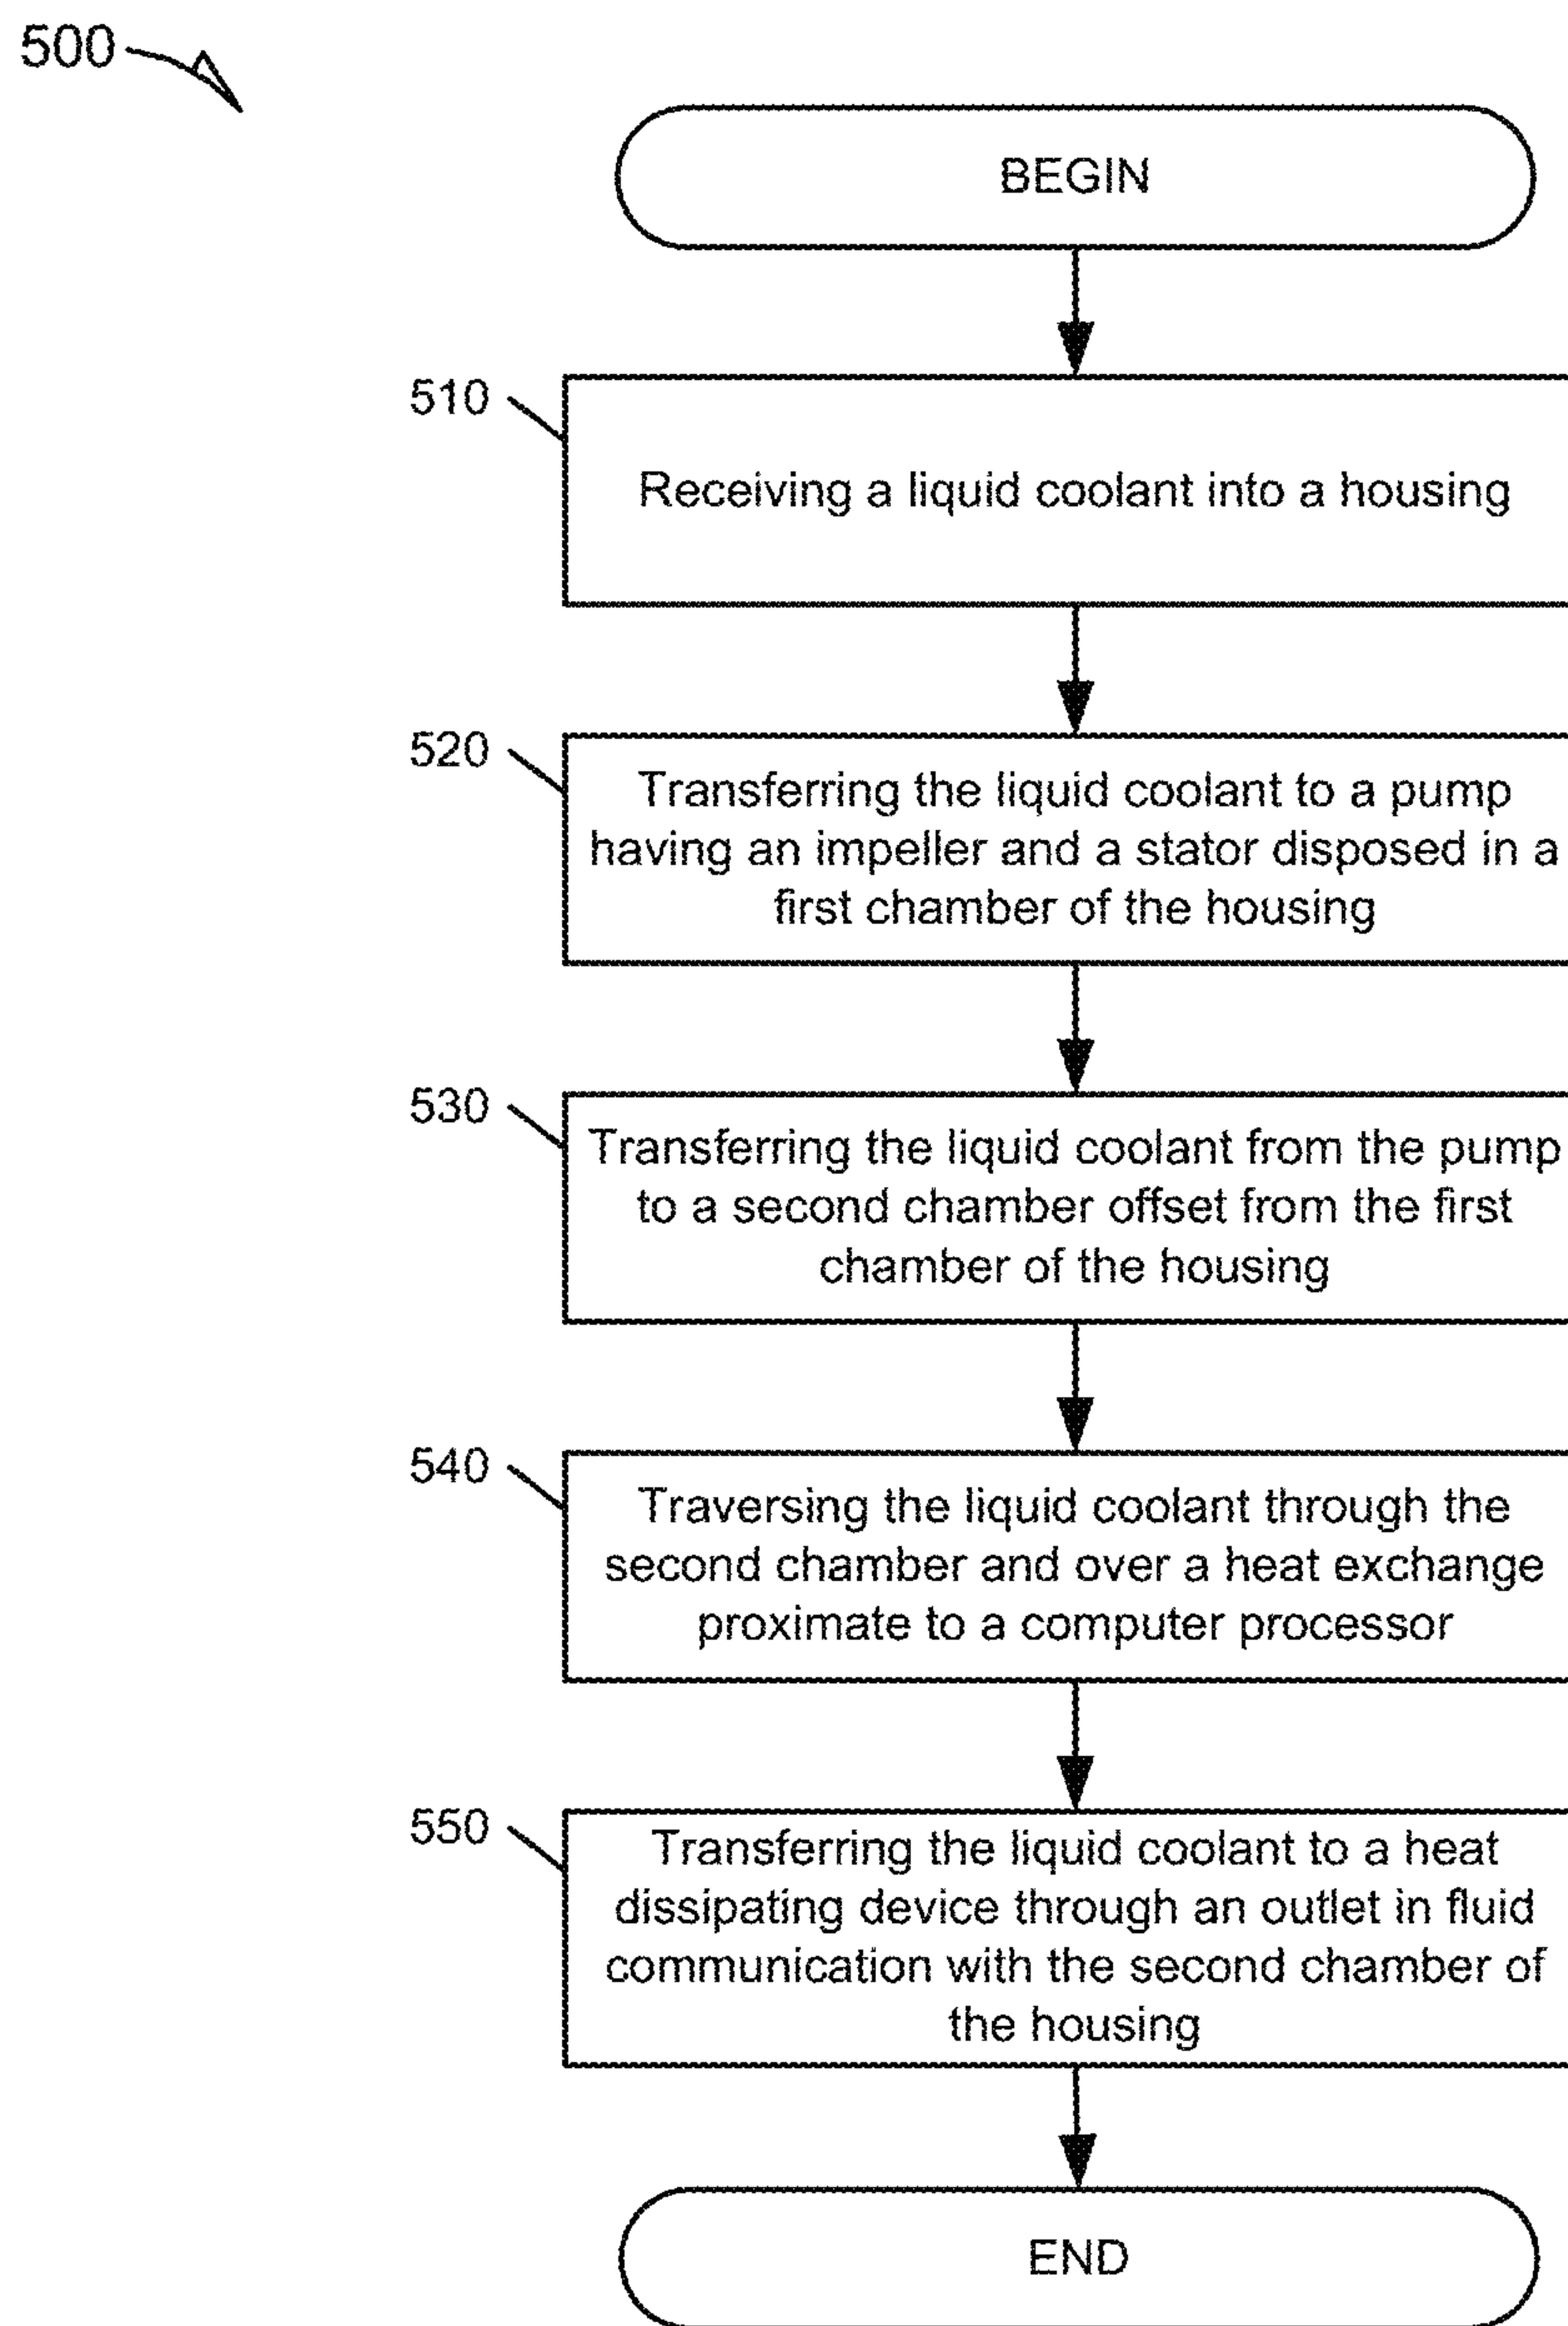 500
BEGIN
510
Receiving a liquid coolant into a housing
520
Transferring the liquid coolant to a pump
having an impeller and a stator disposed in a
first chamber of the housing
530
Transferring the liquid coolant from the pump
to a second chamber offset from the first
chamber of the housing
540
Traversing the liquid coolant through the
second chamber and over a heat exchange
proximate to a computer processor
550
Transferring the liquid coolant to a heat
dissipating device through an outlet in fluid
communication with the second chamber of
the housing
END